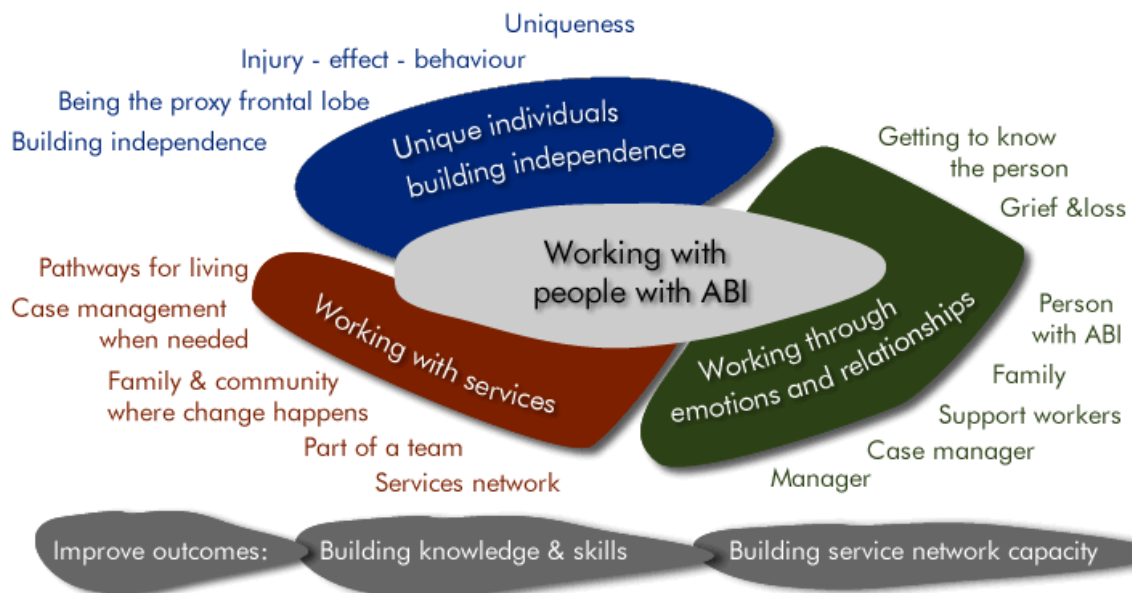 Uniqueness
Injury - effect - behaviour
Being the proxy frontal lobe
Building independence
Unique individuals
building independence
Getting to know
the person
Grief &loss
Working with
people with ABI
Pathways for living
Case management
when needed
Family & community
where change happens
Part of a team
Services network
Working with services
Working through
emotions and relationships
Person
with ABI
Family
Support workers
Case manager
Manager
Improve outcomes:
Building knowledge & skills
Building service network capacity